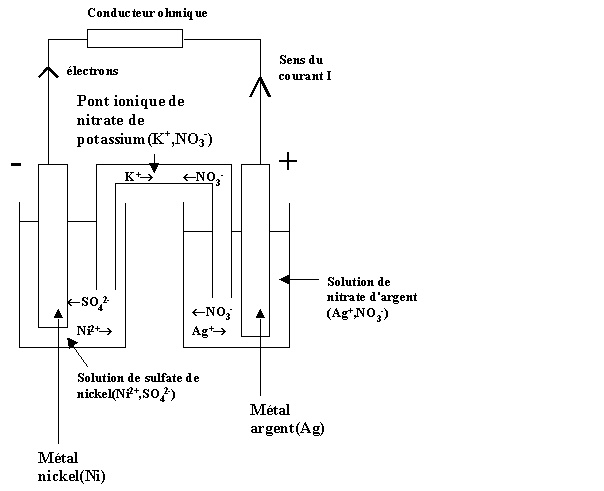 Conducteur ohmique
électrons
Sens du
courant I
Pont ionique de
nitrate de
potassium(K⁺,NO₃⁻)
-
+
K⁺→
←NO₃⁻
←SO₄²⁻
Ni²⁺→
←NO₃⁻
Ag⁺→
Solution de
nitrate d'argent
(Ag⁺,NO₃⁻)
Solution de sulfate de
nickel(Ni²⁺,SO₄²⁻)
Métal
argent(Ag)
Métal
nickel(Ni)